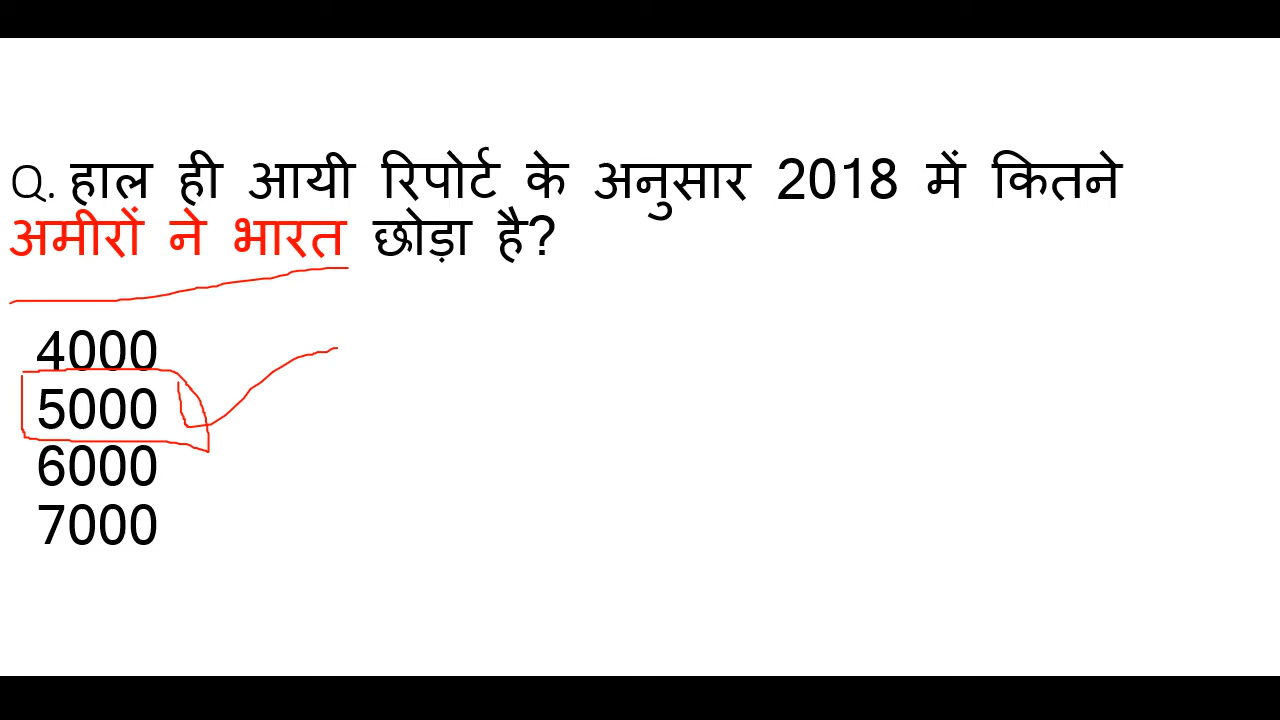 Q. हाल ही आयी रिपोर्ट के अनुसार 2018 में कितने
अमीरों ने भारत छोड़ा है?
4000
5000
6000
7000